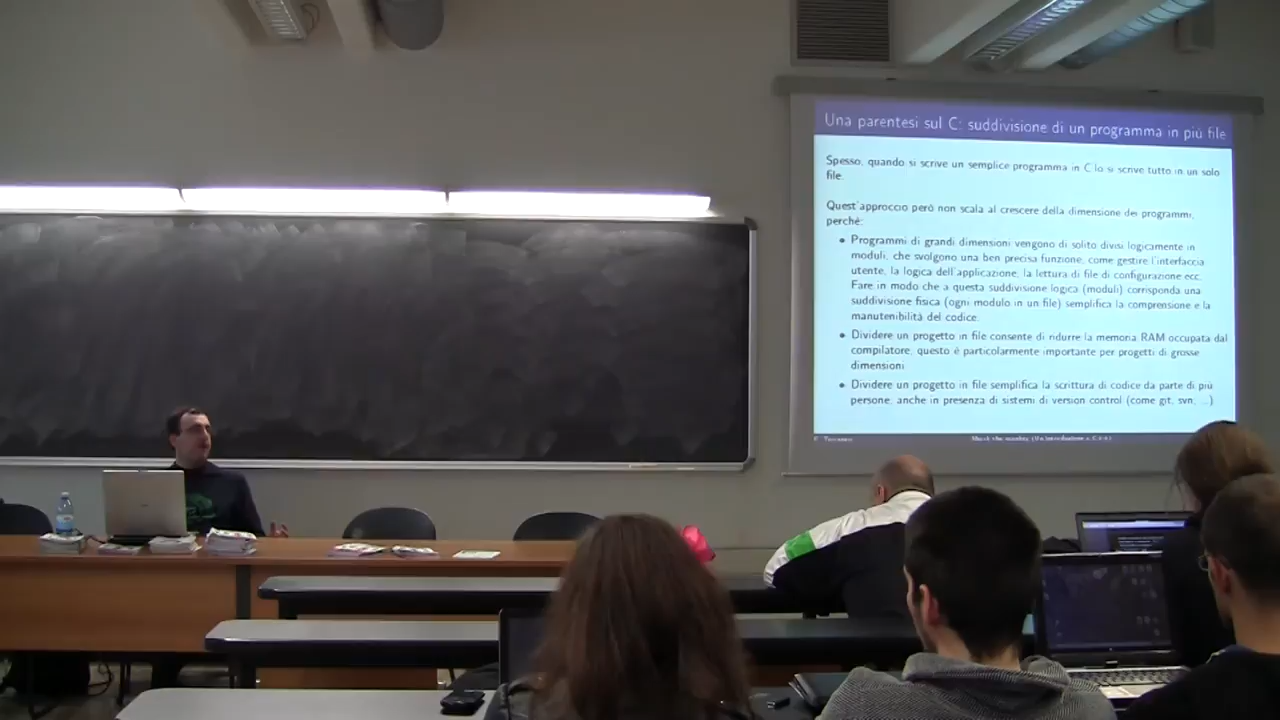 Una parentesi sul C: suddivisione di un programma in più file
Spesso, quando si scrive un semplice programma in C lo si scrive tutto in un solo
file.
Quest'approccio però non scala al crescere della dimensione dei programmi,
perché:
• Programmi di grandi dimensioni vengono di solito divisi logicamente in
moduli, che svolgono una ben precisa funzione, come gestire l'interfaccia
utente, la logica dell'applicazione, la lettura di file di configurazione ecc.
Fare in modo che a questa suddivisione logica (moduli) corrisponda una
suddivisione fisica (ogni modulo in un file) semplifica la comprensione e la
manutenibilità del codice.
• Dividere un progetto in file consente di ridurre la memoria RAM occupata dal
compilatore, questo è particolarmente importante per progetti di grosse
dimensioni
• Dividere un progetto in file semplifica la scrittura di codice da parte di più
persone, anche in presenza di sistemi di version control (come git, svn, ...)